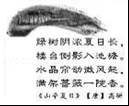 绿树阴浓夏日长，
楼台倒影入池塘。
水晶帘动微风起，
满架蔷薇一院香。
《山亭夏日》【唐】高骈